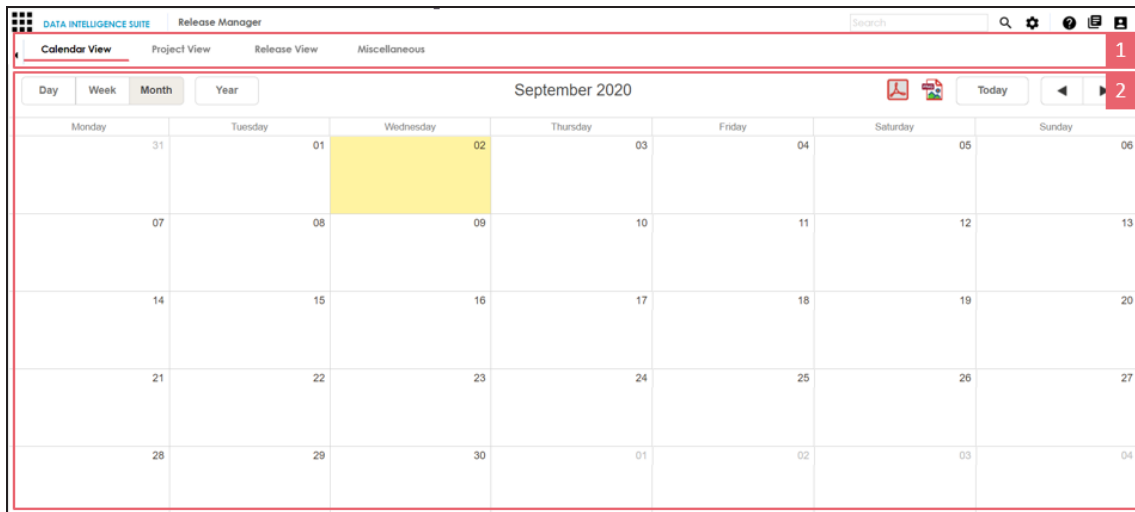 DATA INTELLIGENCE SUITE Release Manager Search
Calendar View Project View Release View Miscellaneous 1
Day Week Month Year September 2020 Today 2
Monday Tuesday Wednesday Thursday Friday Saturday Sunday
31 01 02 03 04 05 06
07 08 09 10 11 12 13
14 15 16 17 18 19 20
21 22 23 24 25 26 27
28 29 30 01 02 03 04